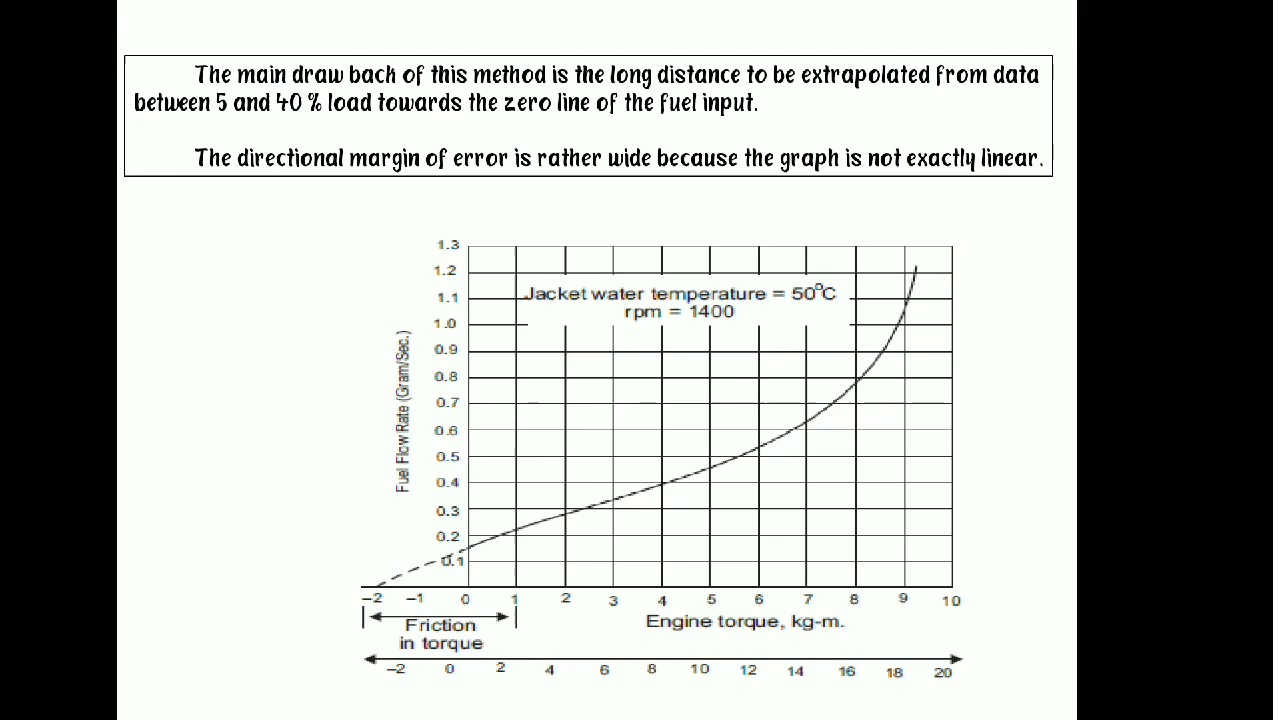 The main draw back of this method is the long distance to be extrapolated from data
between 5 and 40 % load towards the zero line of the fuel input.
The directional margin of error is rather wide because the graph is not exactly linear.
1.3
1.2
1.1
1.0
0.9
0.8
0.7
0.6
0.5
0.4
0.3
0.2
0.1
Fuel Flow Rate (Gram/Sec.)
Jacket water temperature = 50°C
rpm = 1400
–2 –1 0 1 2 3 4 5 6 7 8 9 10
Friction
in torque
Engine torque, kg-m.
–2 0 2 4 6 8 10 12 14 16 18 20